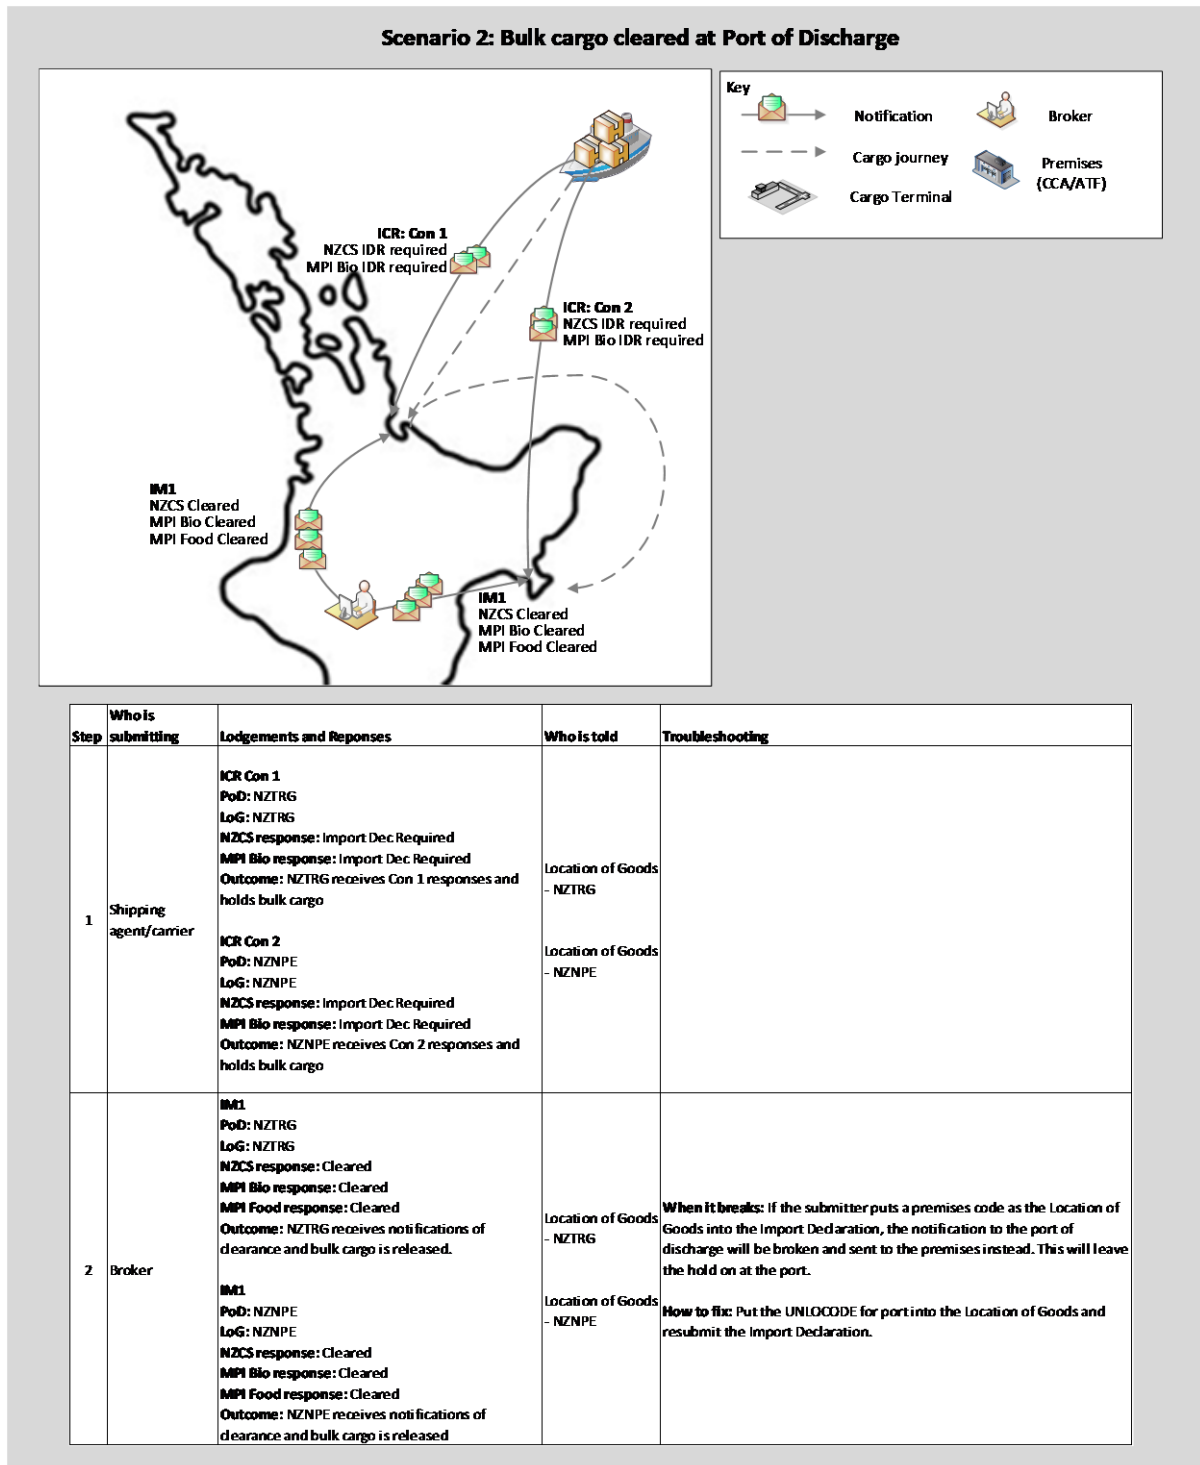 Scenario 2: Bulk cargo cleared at Port of Discharge
Key
Notification
Broker
Cargo journey
Premises
(CCA/ATF)
Cargo Terminal
ICR: Con 1
NZCS IDR required
MPI Bio IDR required
ICR: Con 2
NZCS IDR required
MPI Bio IDR required
IM1
NZCS Cleared
MPI Bio Cleared
MPI Food Cleared
IM1
NZCS Cleared
MPI Bio Cleared
MPI Food Cleared
Step
Who is
submitting
Lodgements and Reponses
Who is told
Troubleshooting
1
Shipping
agent/carrier
ICR Con 1
PoD: NZTRG
LoG: NZTRG
NZCS response: Import Dec Required
MPI Bio response: Import Dec Required
Outcome: NZTRG receives Con 1 responses and
holds bulk cargo
ICR Con 2
PoD: NZNPE
LoG: NZNPE
NZCS response: Import Dec Required
MPI Bio response: Import Dec Required
Outcome: NZNPE receives Con 2 responses and
holds bulk cargo
Location of Goods
- NZTRG
Location of Goods
- NZNPE
2
Broker
IM1
PoD: NZTRG
LoG: NZTRG
NZCS response: Cleared
MPI Bio response: Cleared
MPI Food response: Cleared
Outcome: NZTRG receives notifications of
clearance and bulk cargo is released.
IM1
PoD: NZNPE
LoG: NZNPE
NZCS response: Cleared
MPI Bio response: Cleared
MPI Food response: Cleared
Outcome: NZNPE receives notifications of
clearance and bulk cargo is released
Location of Goods
- NZTRG
Location of Goods
- NZNPE
When it breaks: If the submitter puts a premises code as the Location of
Goods into the Import Declaration, the notification to the port of
discharge will be broken and sent to the premises instead. This will leave
the hold on at the port.
How to fix: Put the UNLOCODE for port into the Location of Goods and
resubmit the Import Declaration.